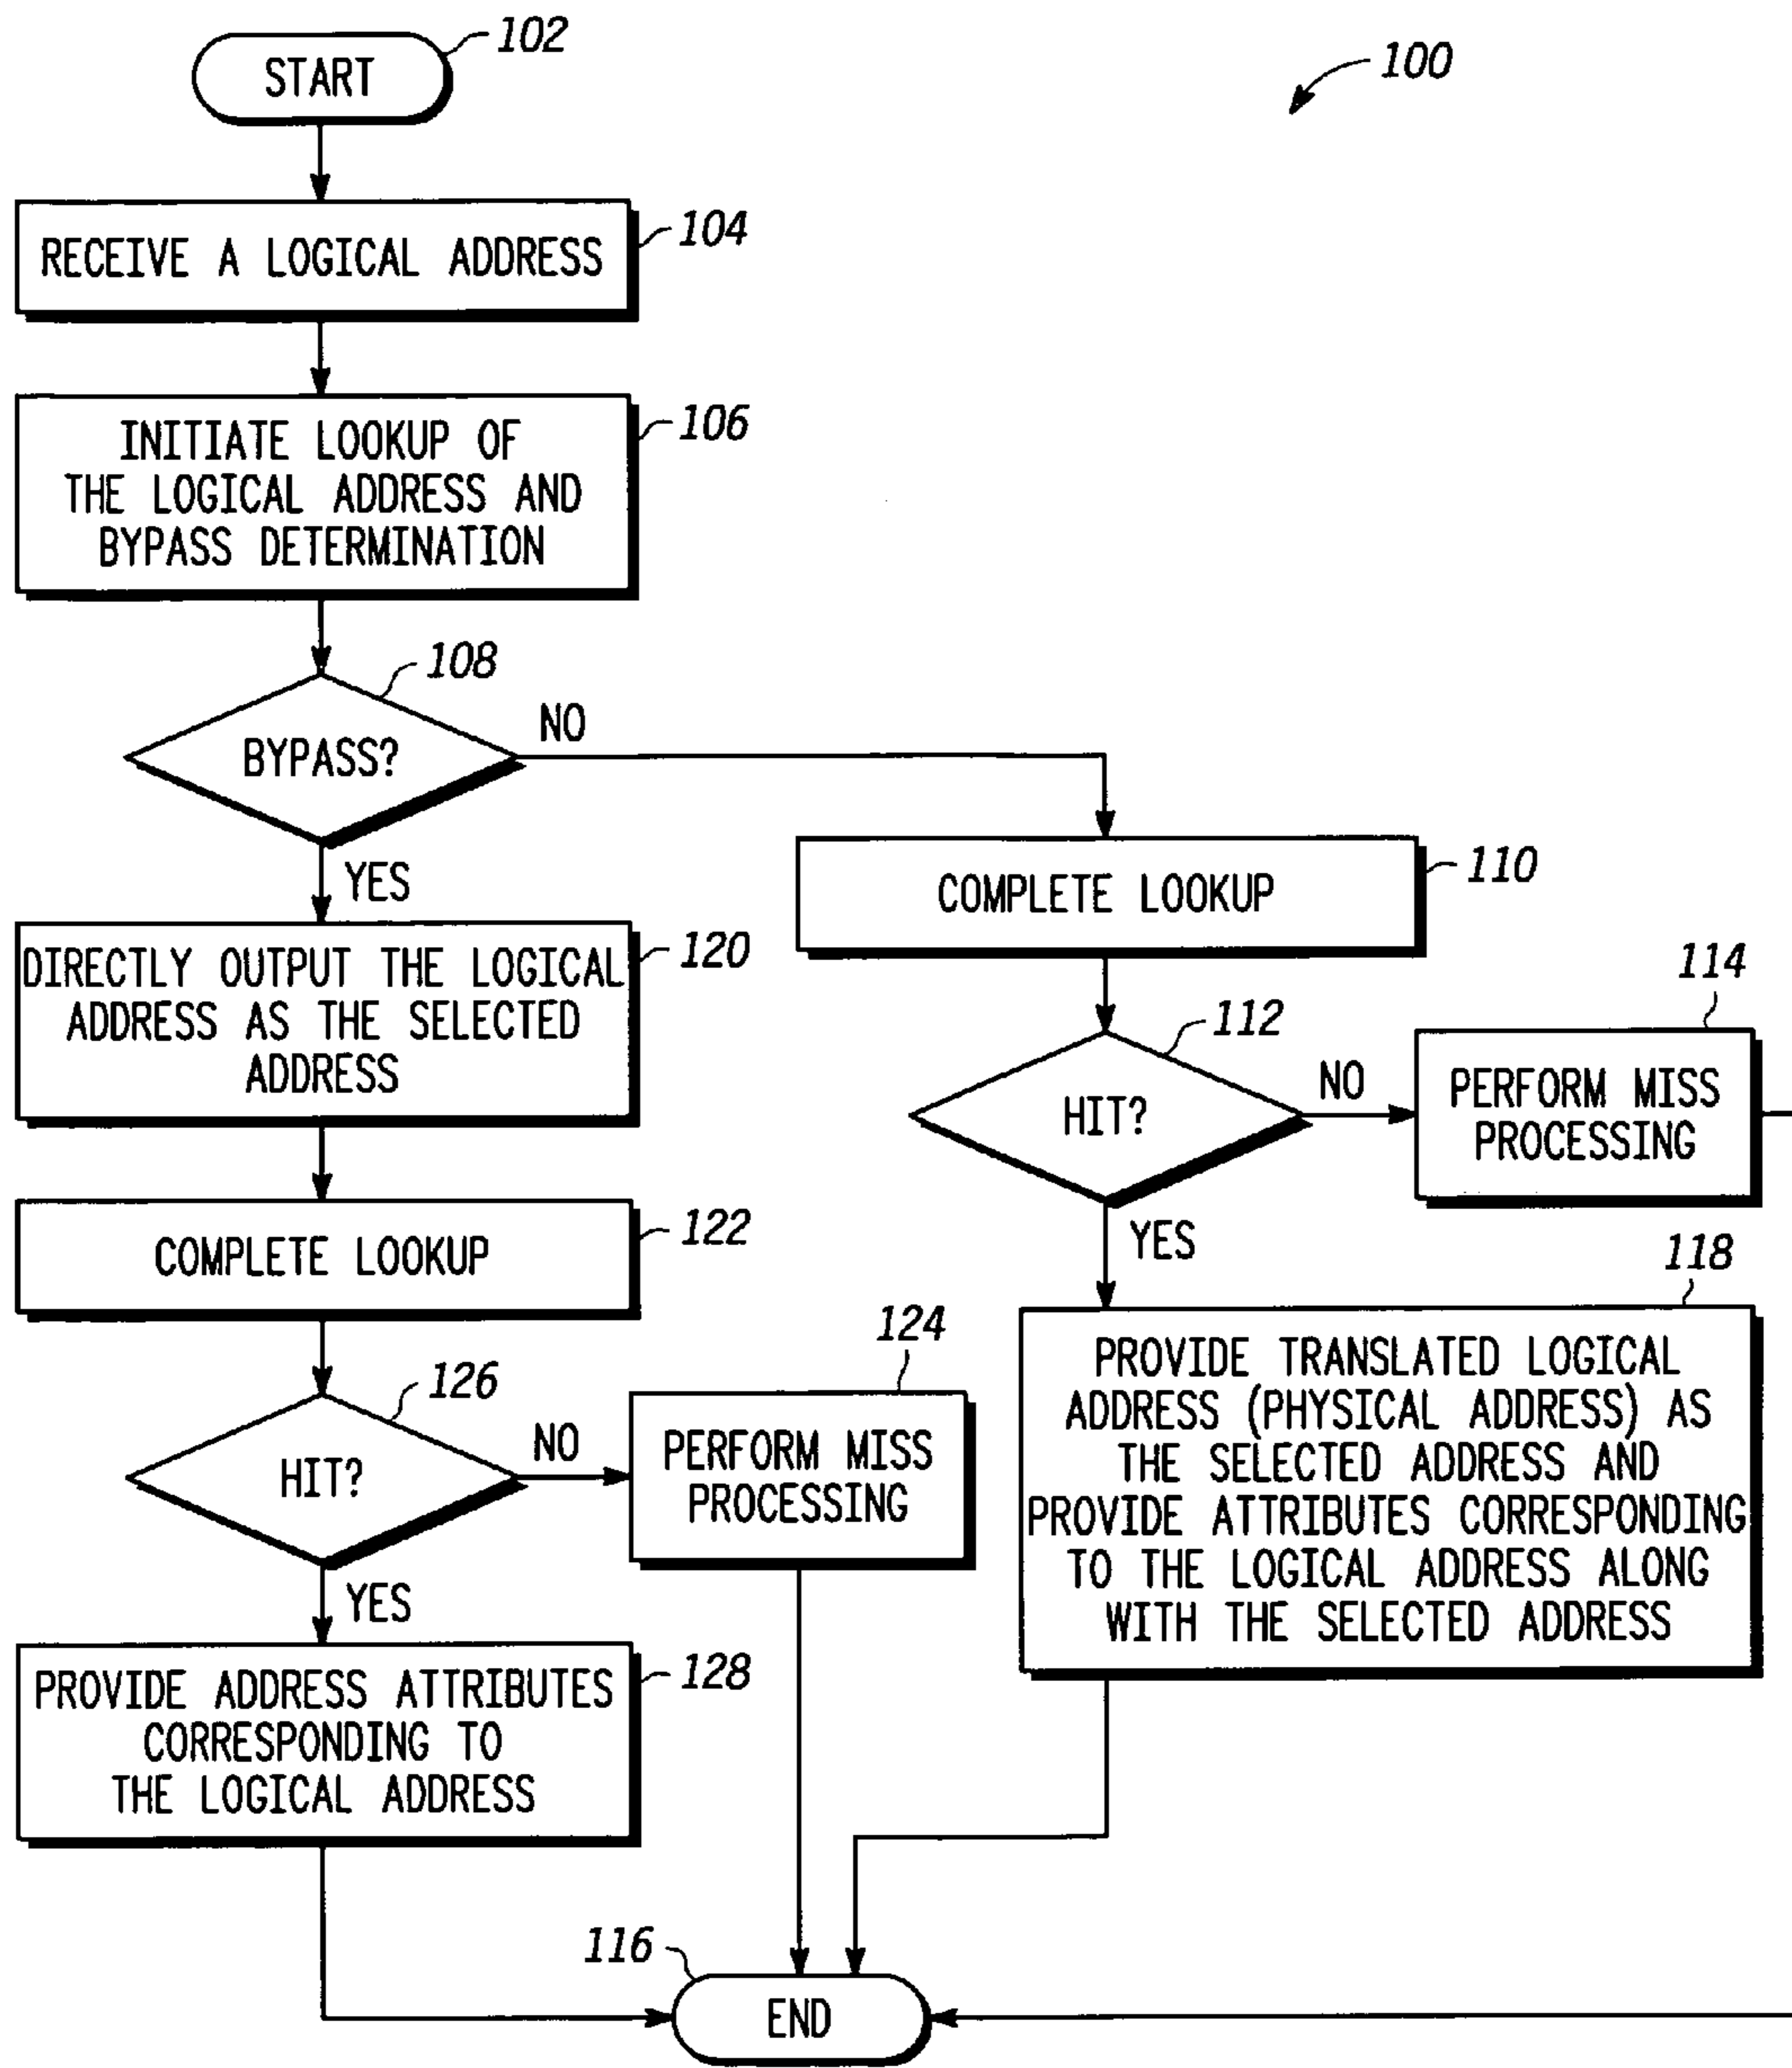 102
START
100
RECEIVE A LOGICAL ADDRESS
104
INITIATE LOOKUP OF
THE LOGICAL ADDRESS AND
BYPASS DETERMINATION
106
108
BYPASS?
NO
YES
COMPLETE LOOKUP
110
DIRECTLY OUTPUT THE LOGICAL
ADDRESS AS THE SELECTED
ADDRESS
120
112
HIT?
NO
YES
114
PERFORM MISS
PROCESSING
COMPLETE LOOKUP
122
118
PROVIDE TRANSLATED LOGICAL
ADDRESS (PHYSICAL ADDRESS) AS
THE SELECTED ADDRESS AND
PROVIDE ATTRIBUTES CORRESPONDING
TO THE LOGICAL ADDRESS ALONG
WITH THE SELECTED ADDRESS
126
HIT?
NO
YES
124
PERFORM MISS
PROCESSING
PROVIDE ADDRESS ATTRIBUTES
CORRESPONDING TO
THE LOGICAL ADDRESS
128
116
END